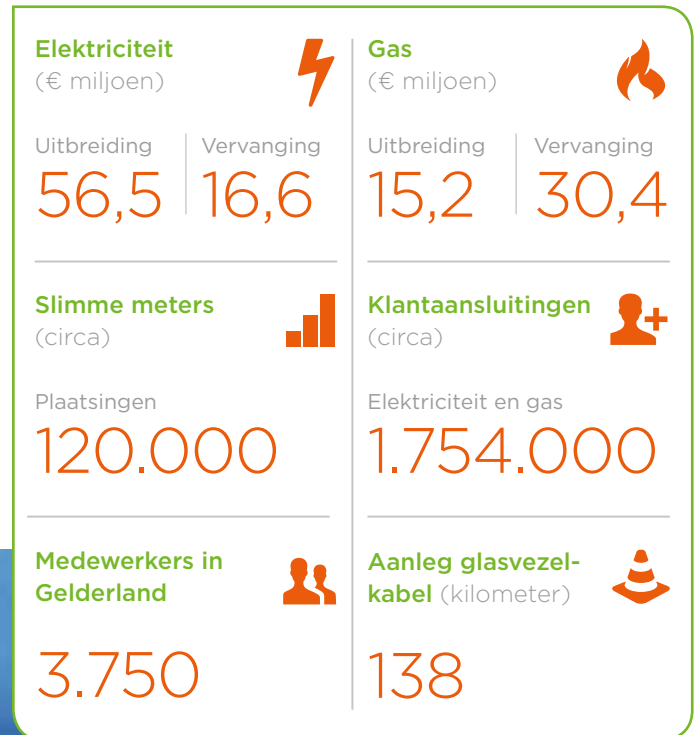 Elektriciteit
(€ miljoen)
Uitbreiding
56,5
Vervanging
16,6
Gas
(€ miljoen)
Uitbreiding
15,2
Vervanging
30,4
Slimme meters
(circa)
Plaatsingen
120.000
Klantaansluitingen
(circa)
Elektriciteit en gas
1.754.000
Medewerkers in
Gelderland
3.750
Aanleg glasvezel-
kabel (kilometer)
138